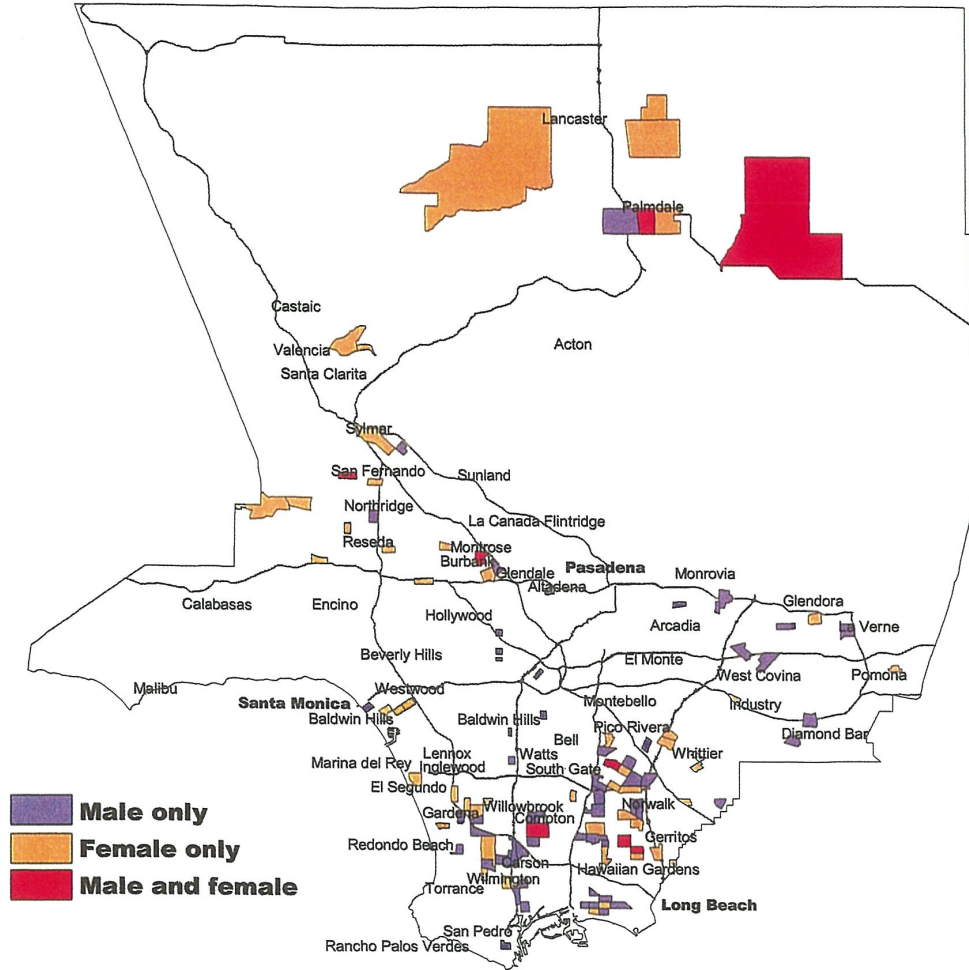 Lancaster
Palmdale
Castaic
Acton
Valencia
Santa Clarita
Sylmar
San Fernando
Sunland
Northridge
La Canada Flintridge
Reseda
Montrose
Burbank
Pasadena
Glendale
Monrovia
Altadena
Calabasas
Encino
Glendora
Hollywood
Arcadia
La Verne
Beverly Hills
El Monte
West Covina
Pomona
Malibu
Westwood
Santa Monica
Montebello
Industry
Baldwin Hills
Baldwin Hills
Pico Rivera
Bell
Diamond Bar
Lennox
Watts
Whittier
Marina del Rey
Inglewood
South Gate
El Segundo
Male only
Willowbrook
Norwalk
Gardena
Compton
Female only
Redondo Beach
Cerritos
Carson
Hawaiian Gardens
Male and female
Wilmington
Torrance
Long Beach
San Pedro
Rancho Palos Verdes